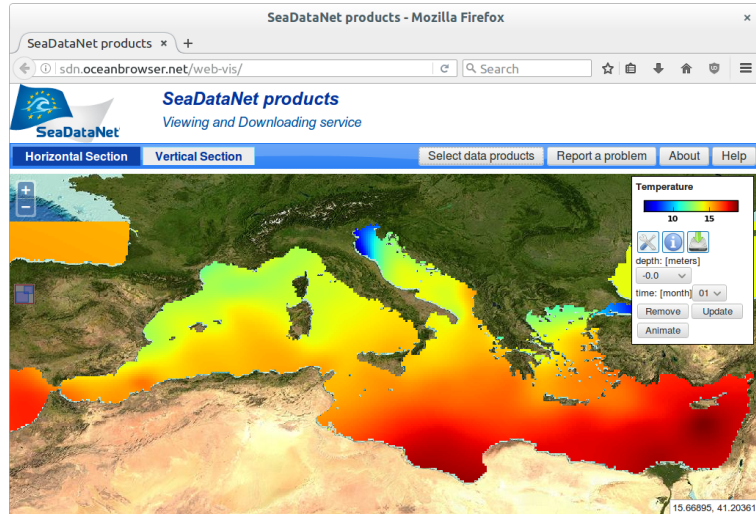 SeaDataNet products - Mozilla Firefox ×
SeaDataNet products × +
sdn.oceanbrowser.net/web-vis/ Search
SeaDataNet
SeaDataNet products
Viewing and Downloading service
Horizontal Section Vertical Section Select data products Report a problem About Help
+
−
Temperature
10 15
depth: [meters]
-0.0
time: [month] 01
Remove Update
Animate
15.66895, 41.20361